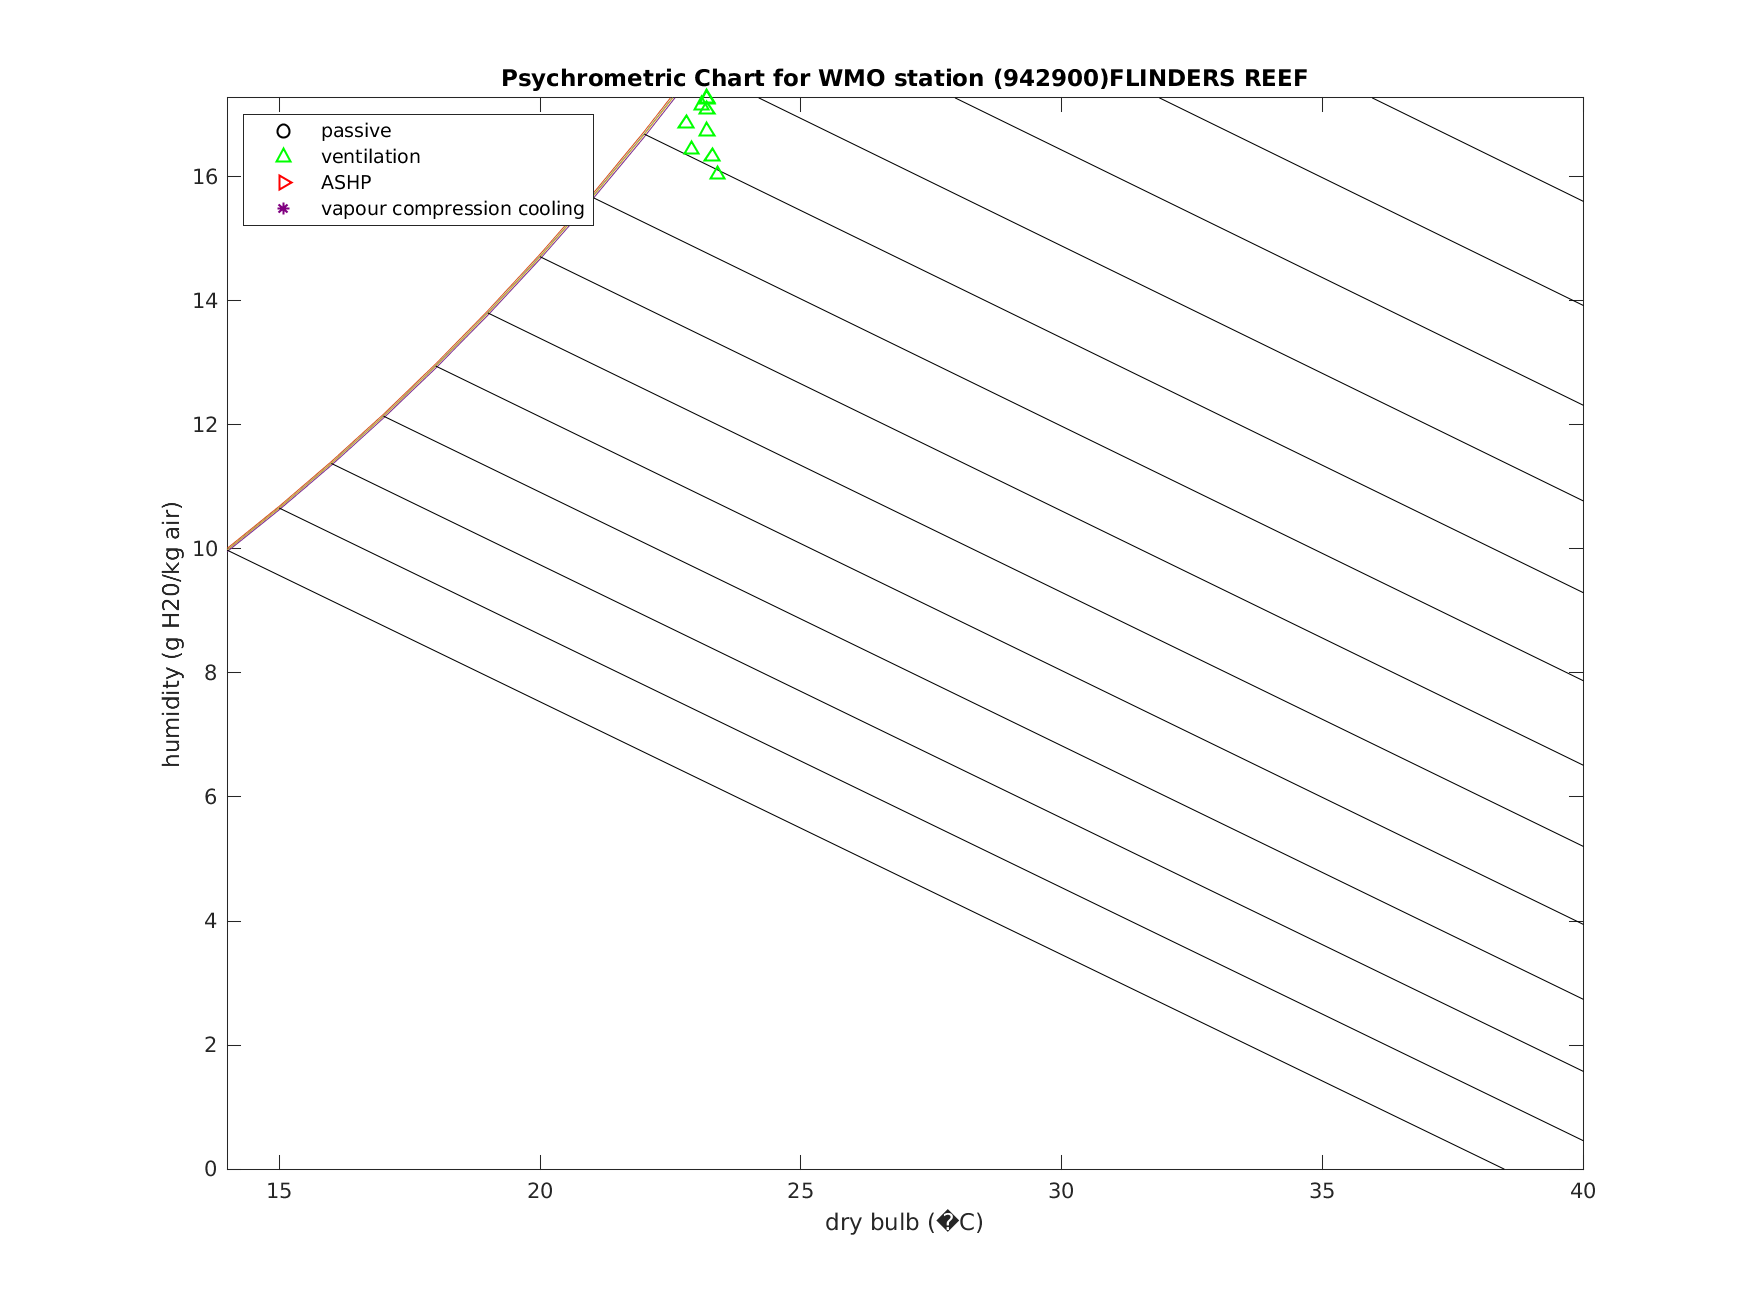 Psychrometric Chart for WMO station (942900)FLINDERS REEF
passive
ventilation
ASHP
vapour compression cooling
humidity (g H20/kg air)
16
14
12
10
8
6
4
2
0
15 20 25 30 35 40
dry bulb (�C)